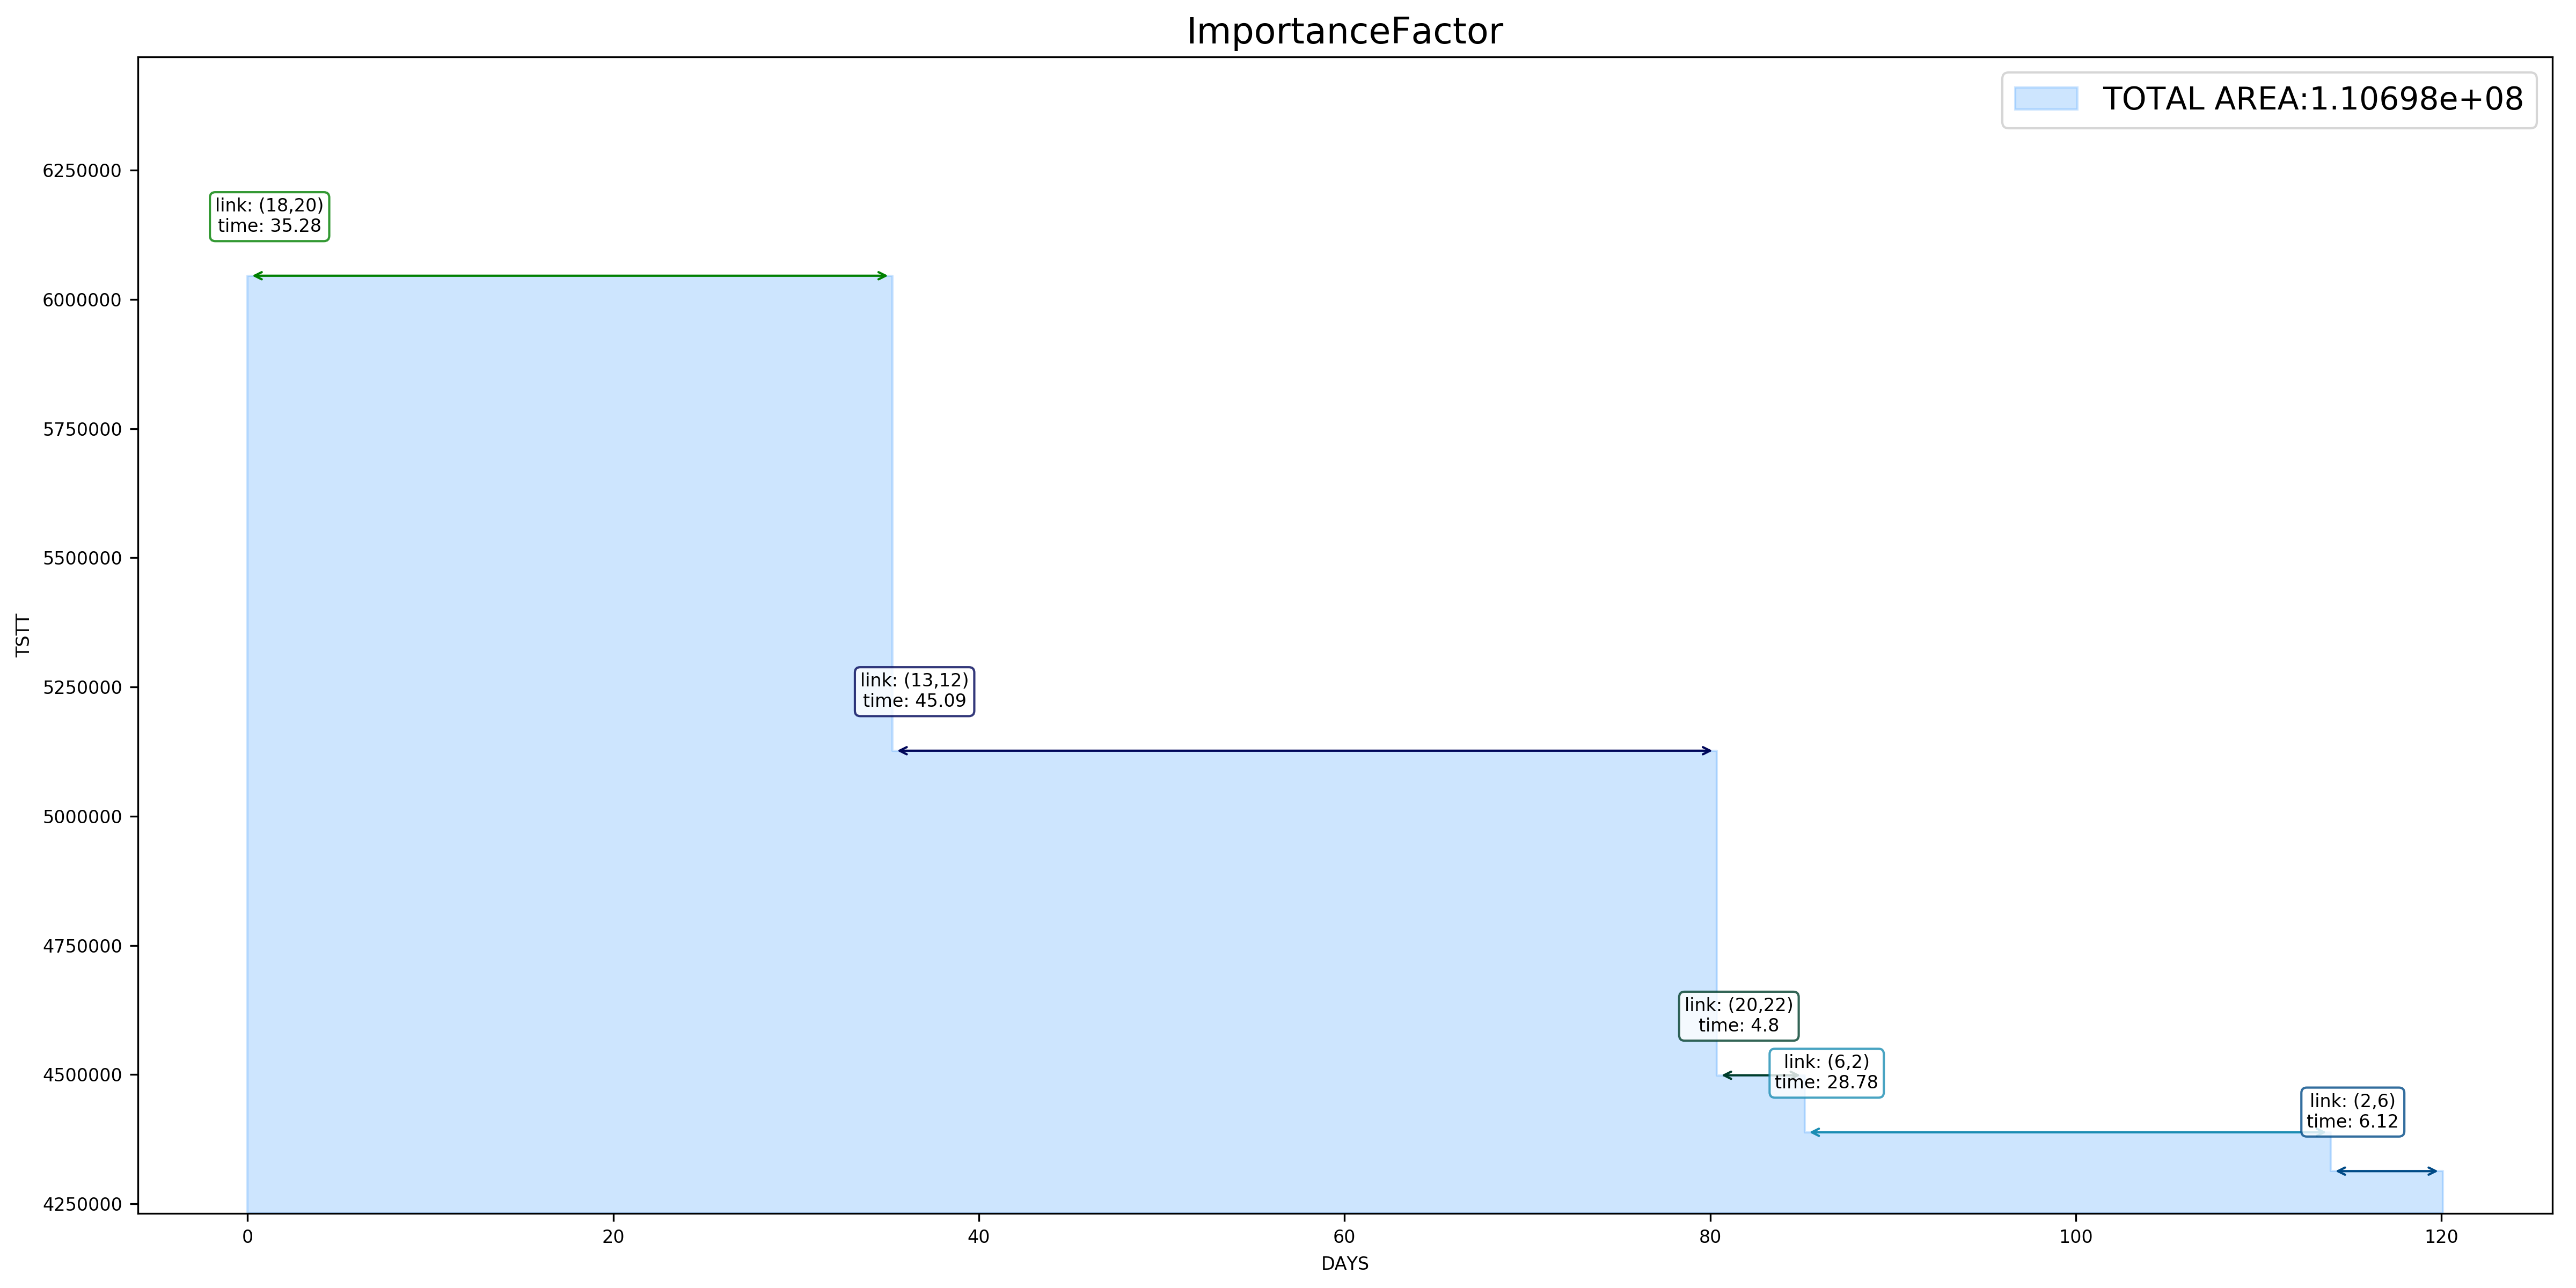 ImportanceFactor
TOTAL AREA:1.10698e+08
6250000
6000000
5750000
5500000
5250000
5000000
4750000
4500000
4250000
TSTT
link: (18,20)
time: 35.28
link: (13,12)
time: 45.09
link: (20,22)
time: 4.8
link: (6,2)
time: 28.78
link: (2,6)
time: 6.12
0
20
40
60
80
100
120
DAYS